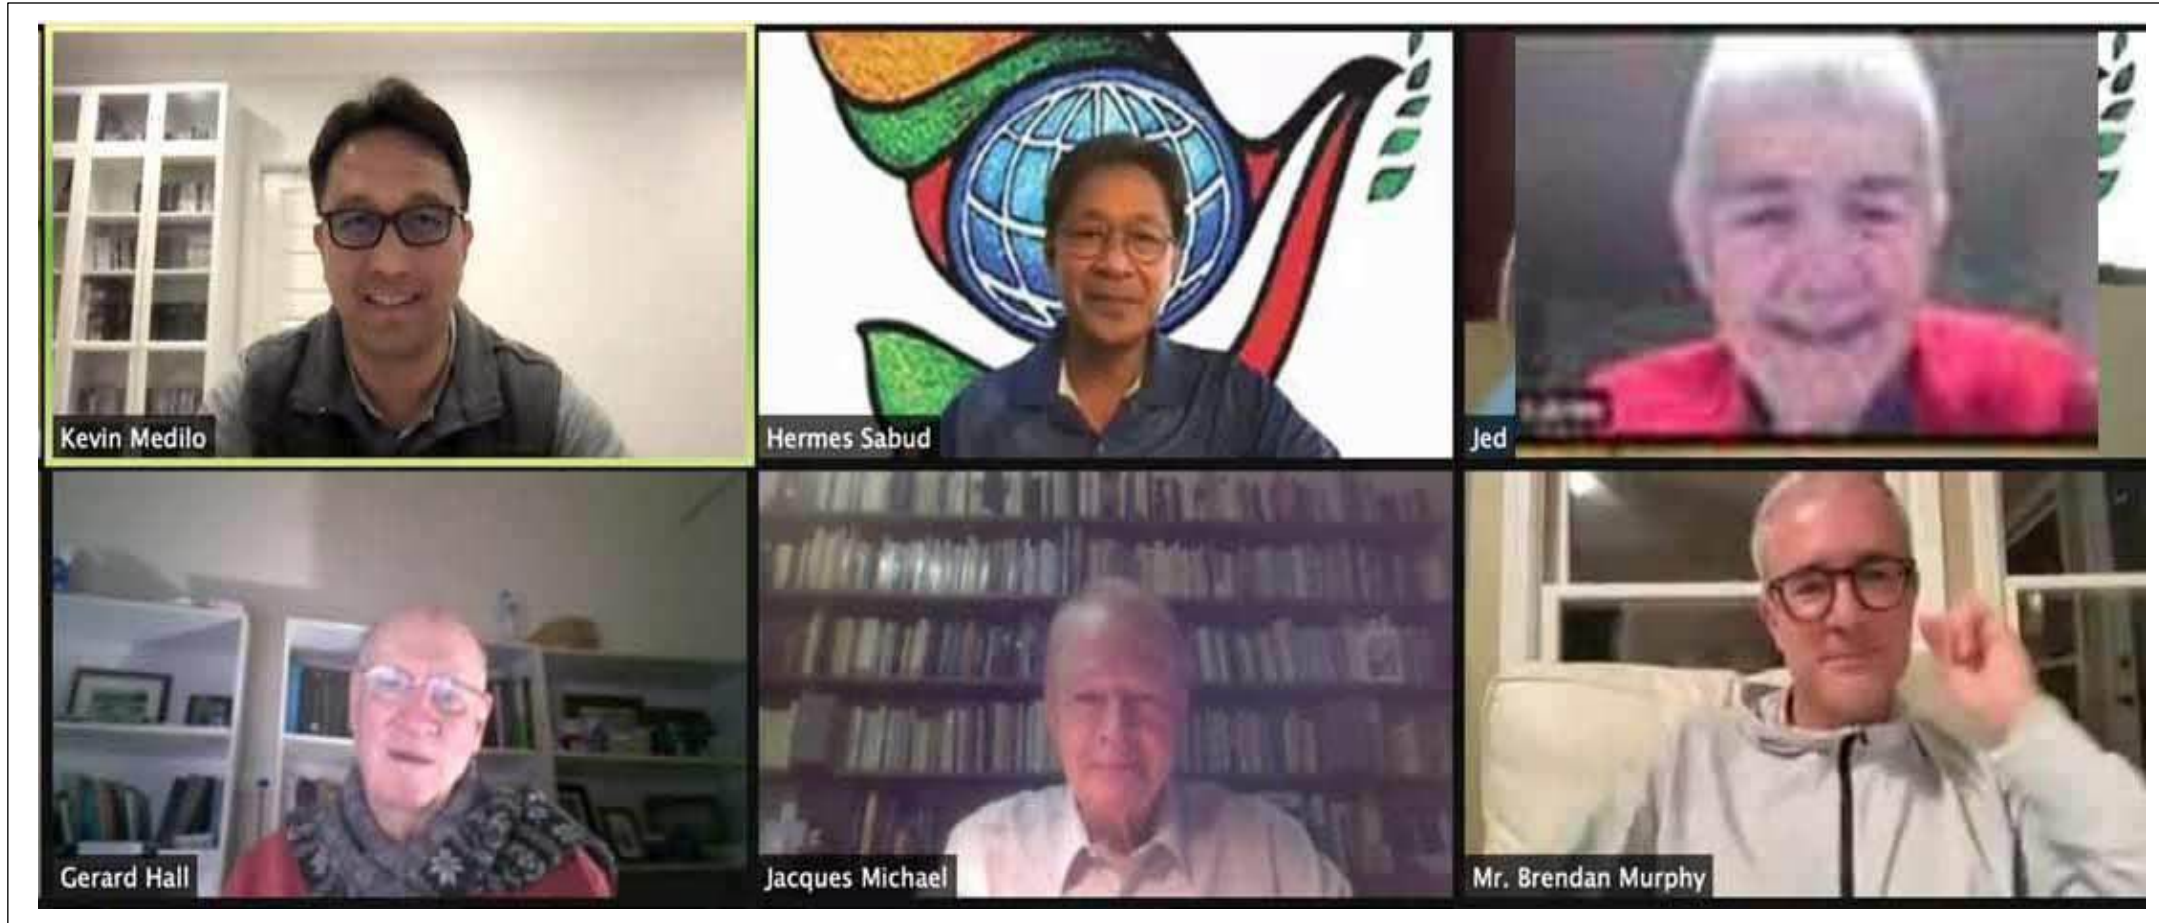 Kevin Medilo
Hermes Sabud
Jed
Gerard Hall
Jacques Michael
Mr. Brendan Murphy